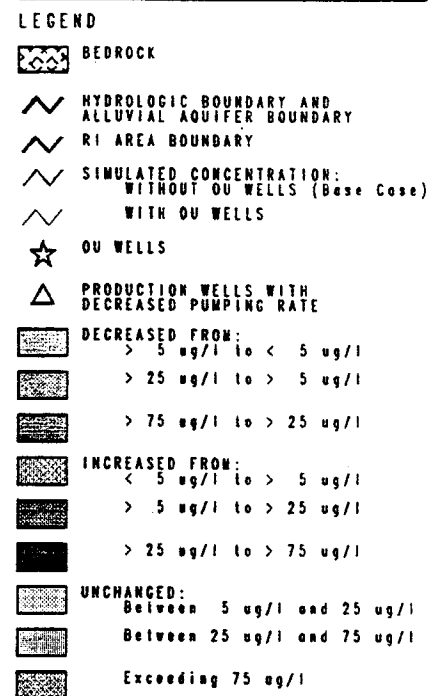 LEGEND
BEDROCK
HYDROLOGIC BOUNDARY AND
ALLUVIAL AQUIFER BOUNDARY
RI AREA BOUNDARY
SIMULATED CONCENTRATION:
WITHOUT OU WELLS (Base Case)
WITH OU WELLS
OU WELLS
PRODUCTION WELLS WITH
DECREASED PUMPING RATE
DECREASED FROM:
> 5 ug/l to < 5 ug/l
> 25 ug/l to > 5 ug/l
> 75 ug/l to > 25 ug/l
INCREASED FROM:
< 5 ug/l to > 5 ug/l
> 5 ug/l to > 25 ug/l
> 25 ug/l to > 75 ug/l
UNCHANGED:
Between 5 ug/l and 25 ug/l
Between 25 ug/l and 75 ug/l
Exceeding 75 ug/l